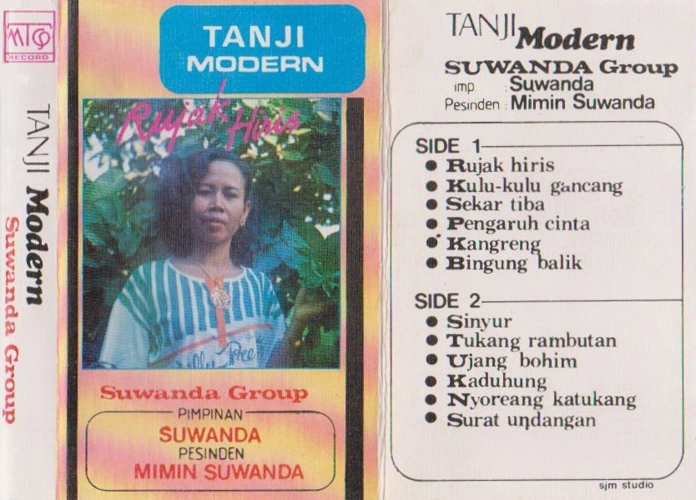 MTCP
RECORD
TANJI Modern
Suwanda Group
TANJI
MODERN
Rujak Hiris
Suwanda Group
PIMPINAN
SUWANDA
PESINDEN
MIMIN SUWANDA
TANJI Modern
SUWANDA Group
imp : Suwanda
Pesinden : Mimin Suwanda
SIDE 1
Rujak hiris
Kulu-kulu gancang
Sekar tiba
Pengaruh cinta
Kangreng
Bingung balik
SIDE 2
Sinyur
Tukang rambutan
Ujang bohim
Kaduhung
Nyoreang katukang
Surat undangan
sjm studio